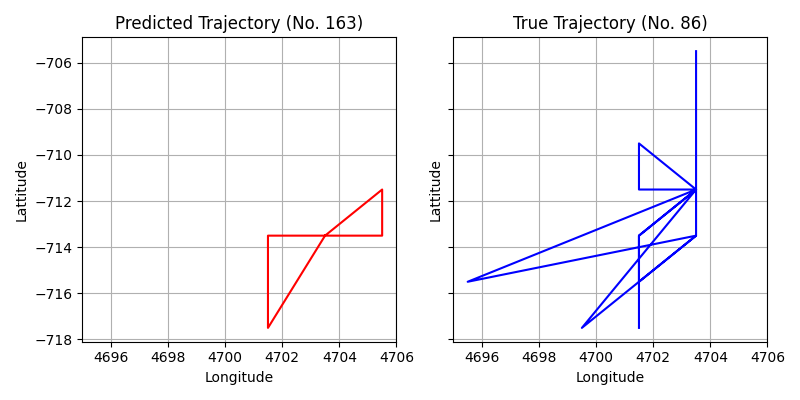 Predicted Trajectory (No. 163)
True Trajectory (No. 86)
Lattitude
−706
−708
−710
−712
−714
−716
−718
4696 4698 4700 4702 4704 4706
Longitude
Lattitude
4696 4698 4700 4702 4704 4706
Longitude